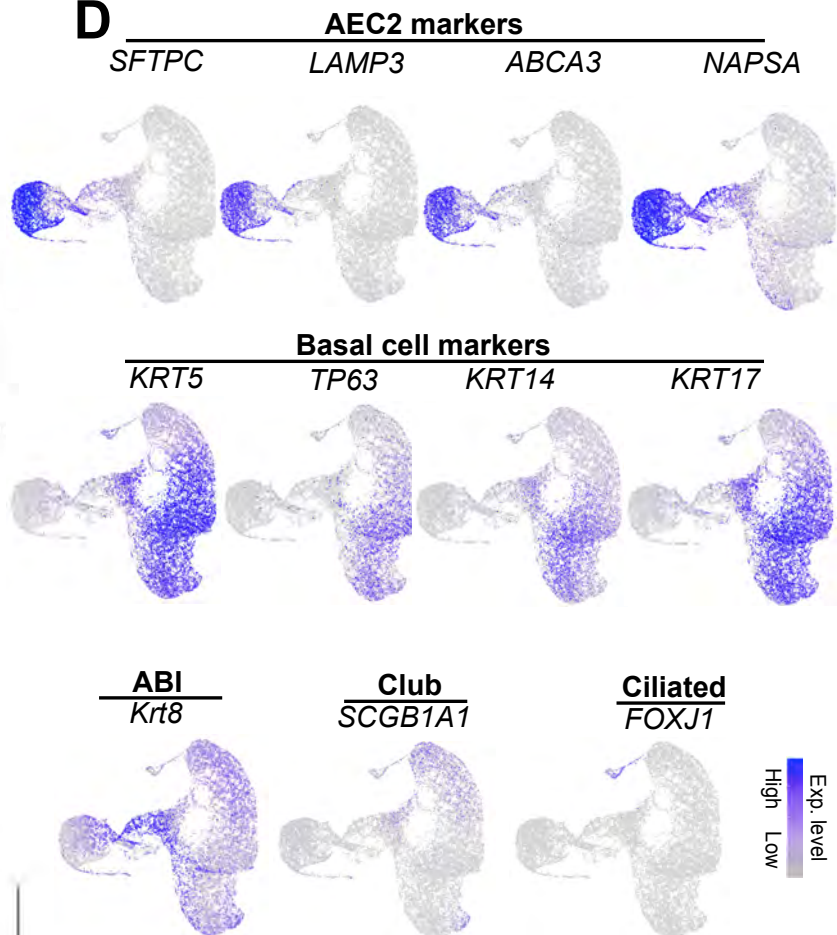 D
AEC2 markers
SFTPC LAMP3 ABCA3 NAPSA
Basal cell markers
KRT5 TP63 KRT14 KRT17
ABI Club Ciliated
Krt8 SCGB1A1 FOXJ1
Exp. level
High Low